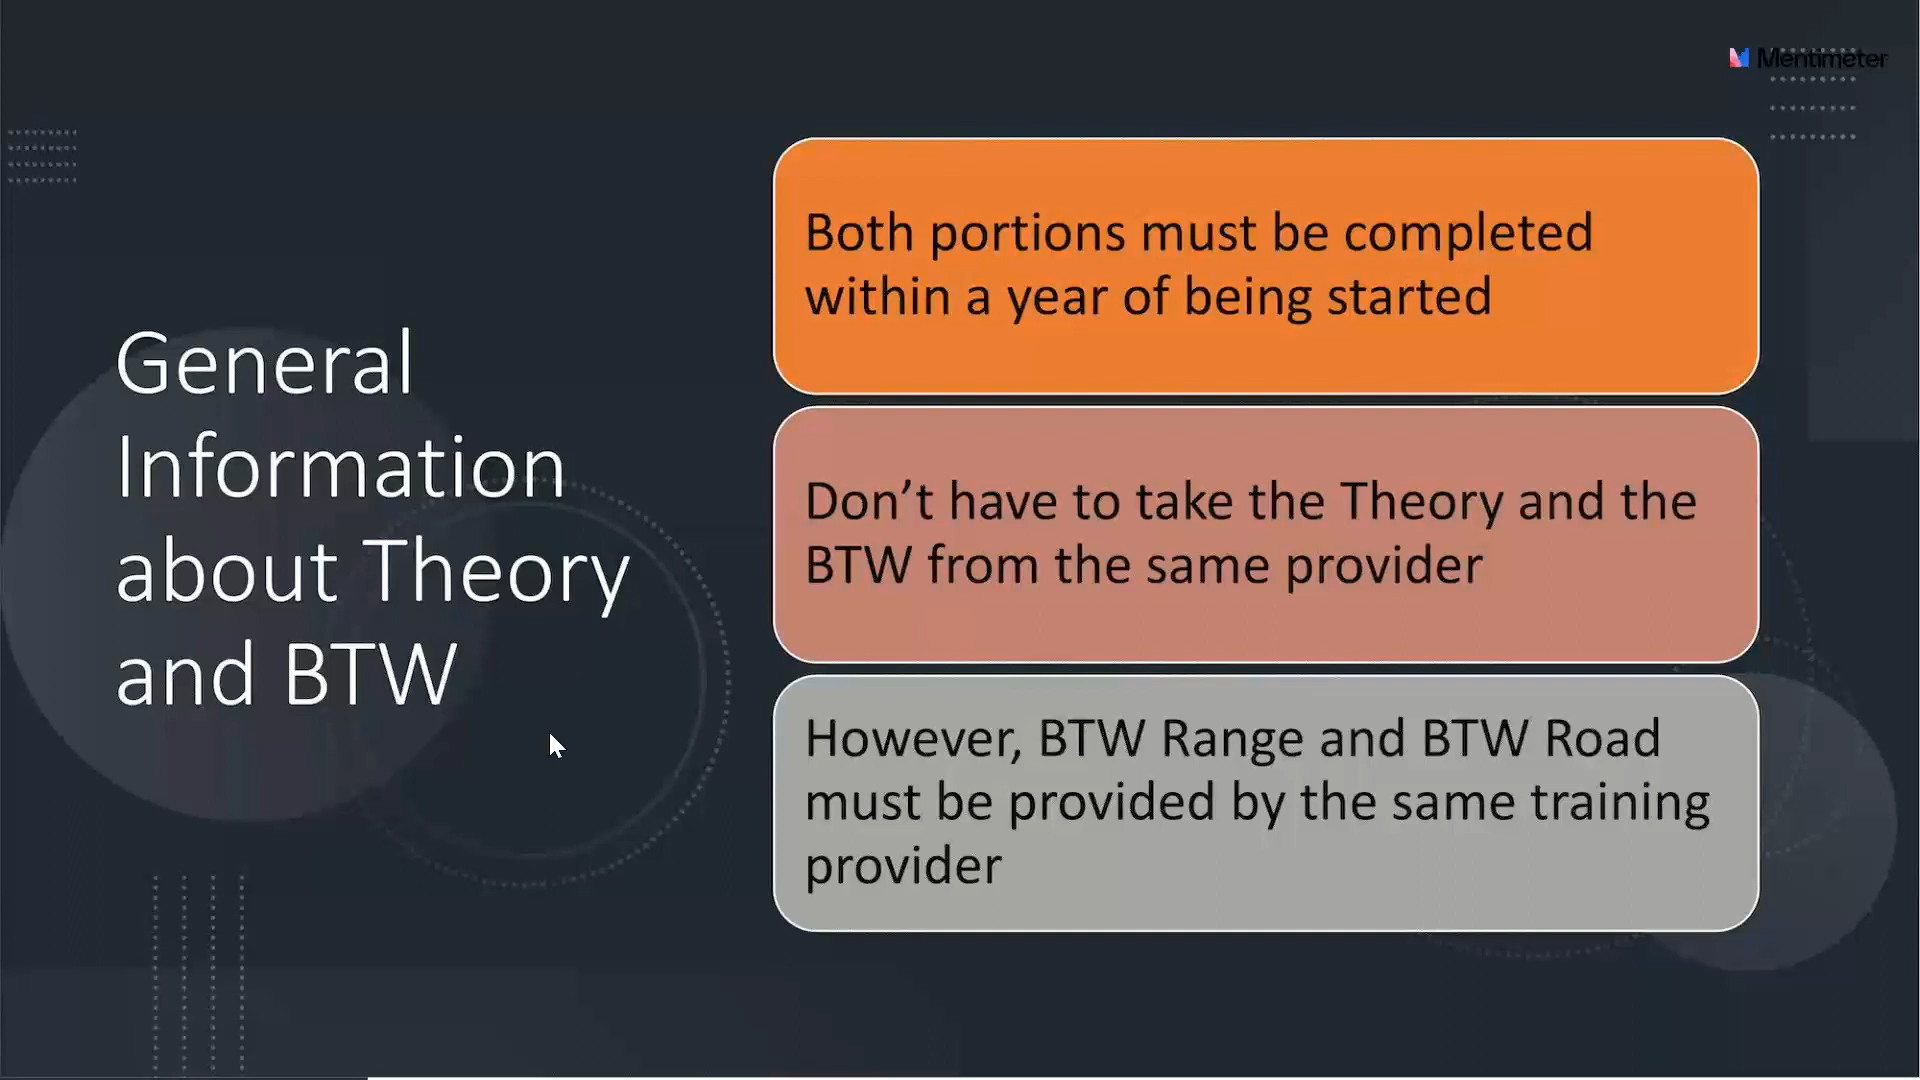 Mentimeter
General
Information
about Theory
and BTW
Both portions must be completed
within a year of being started
Don’t have to take the Theory and the
BTW from the same provider
However, BTW Range and BTW Road
must be provided by the same training
provider